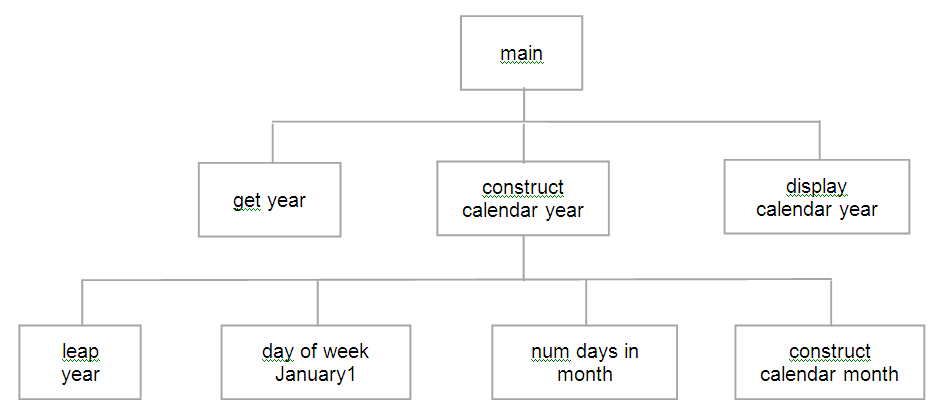 main
get year
construct
calendar year
display
calendar year
leap
year
day of week
January1
num days in
month
construct
calendar month